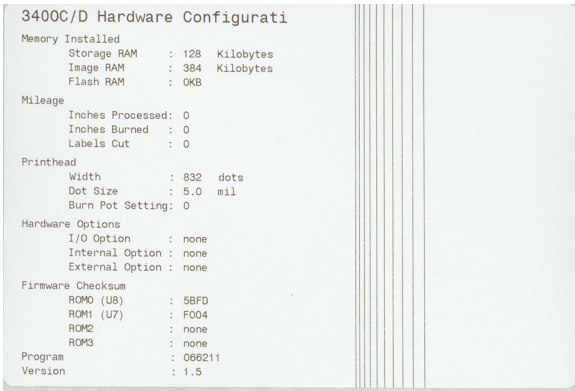 3400C/D Hardware Configurati
Memory Installed
Storage RAM : 128 Kilobytes
Image RAM : 384 Kilobytes
Flash RAM : 0KB
Mileage
Inches Processed: 0
Inches Burned : 0
Labels Cut : 0
Printhead
Width : 832 dots
Dot Size : 5.0 mil
Burn Pot Setting: 0
Hardware Options
I/O Option : none
Internal Option : none
External Option : none
Firmware Checksum
ROM0 (U8) : 5BFD
ROM1 (U7) : F004
ROM2 : none
ROM3 : none
Program : 066211
Version : 1.5